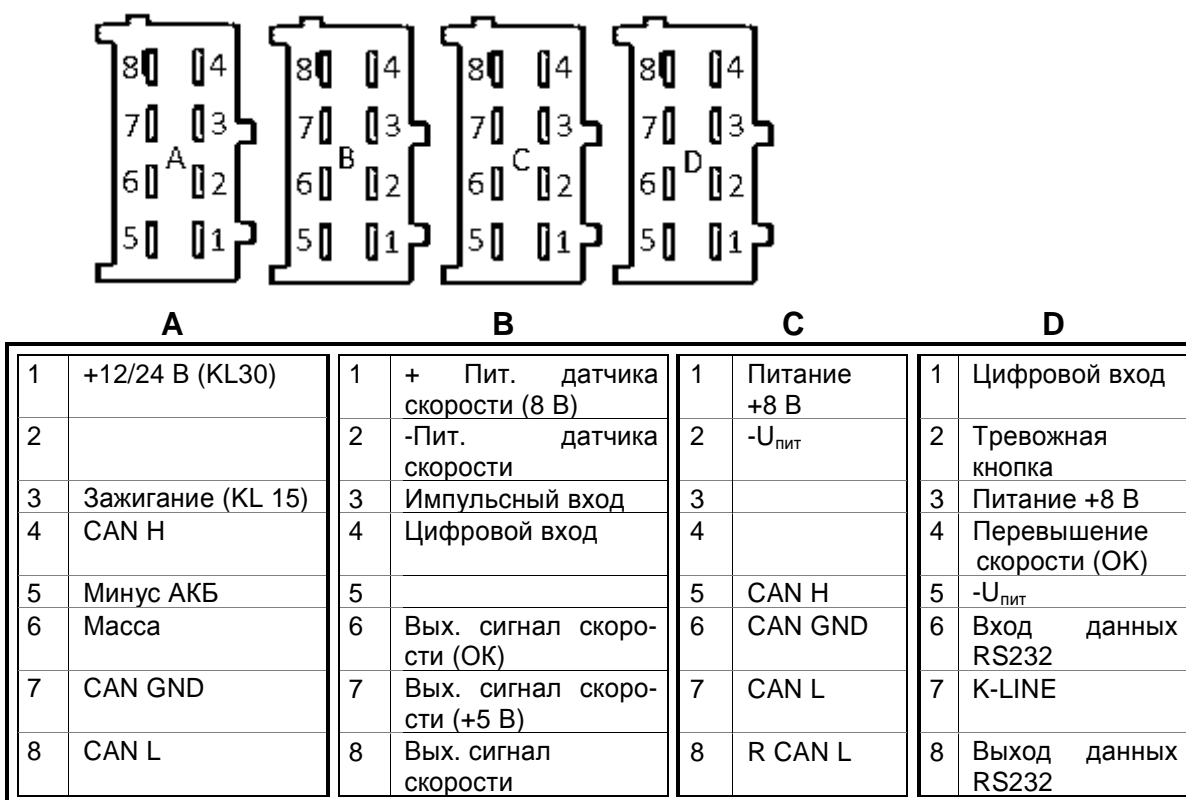 8 4 8 4 8 4 8 4
7 3 7 3 7 3 7 3
A B C D
6 2 6 2 6 2 6 2
5 1 5 1 5 1 5 1
A B C D
1 +12/24 В (KL30) 1 + Пит. датчика 1 Питание 1 Цифровой вход
скорости (8 В) +8 В
2 2 -Пит. датчика 2 -Uпит 2 Тревожная
скорости кнопка
3 Зажигание (KL 15) 3 Импульсный вход 3 3 Питание +8 В
4 CAN H 4 Цифровой вход 4 4 Перевышение
скорости (OK)
5 Минус АКБ 5 5 CAN H 5 -Uпит
6 Масса 6 Вых. сигнал скоро- 6 CAN GND 6 Вход данных
сти (ОК) RS232
7 CAN GND 7 Вых. сигнал скоро- 7 CAN L 7 K-LINE
сти (+5 В)
8 CAN L 8 Вых. сигнал 8 R CAN L 8 Выход данных
скорости RS232